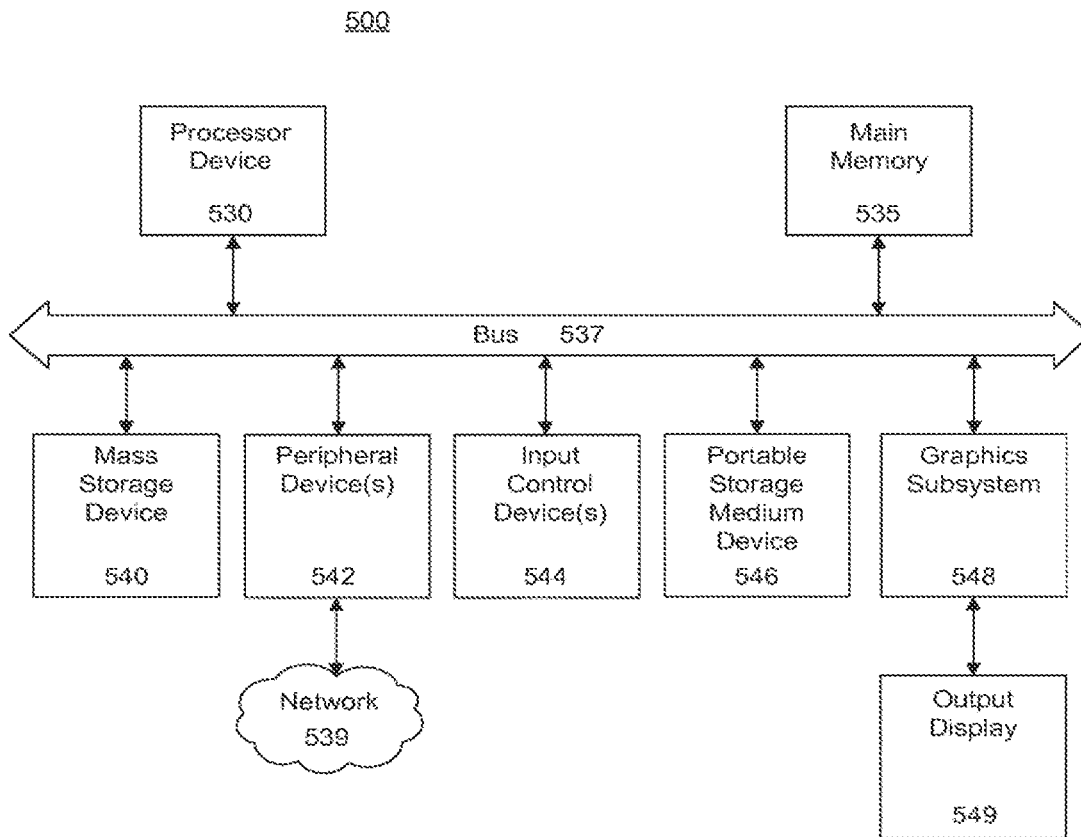 500
Processor
Device
530
Main
Memory
535
Bus 537
Mass
Storage
Device
540
Peripheral
Device(s)
542
Input
Control
Device(s)
544
Portable
Storage
Medium
Device
546
Graphics
Subsystem
548
Network
539
Output
Display
549